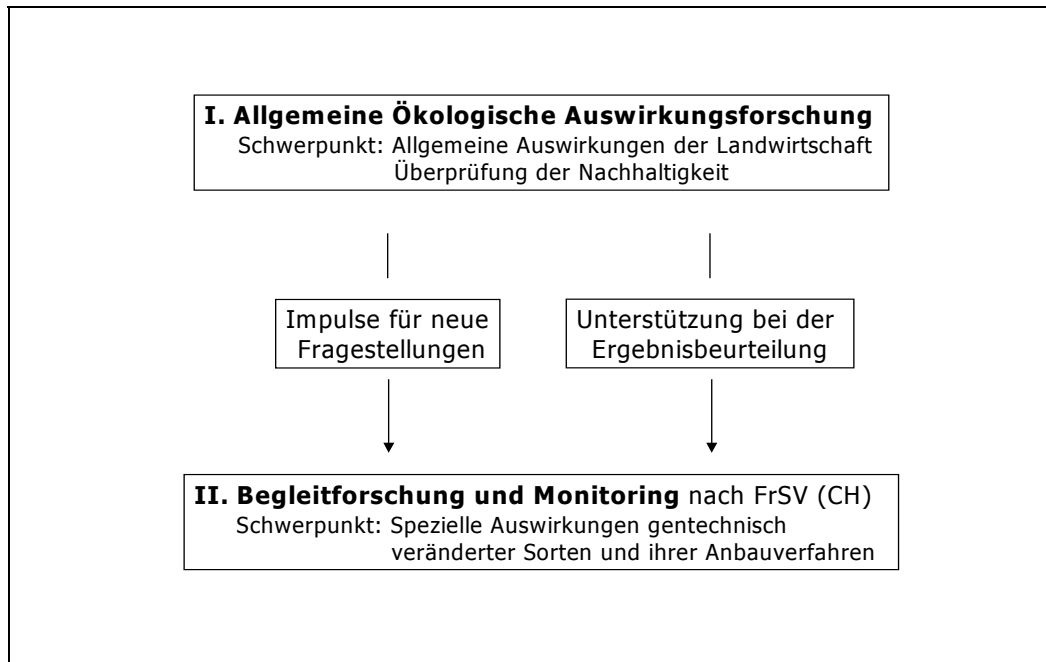 I. Allgemeine Ökologische Auswirkungsforschung
Schwerpunkt: Allgemeine Auswirkungen der Landwirtschaft
Überprüfung der Nachhaltigkeit
Impulse für neue
Fragestellungen
Unterstützung bei der
Ergebnisbeurteilung
II. Begleitforschung und Monitoring nach FrSV (CH)
Schwerpunkt: Spezielle Auswirkungen gentechnisch
veränderter Sorten und ihrer Anbauverfahren